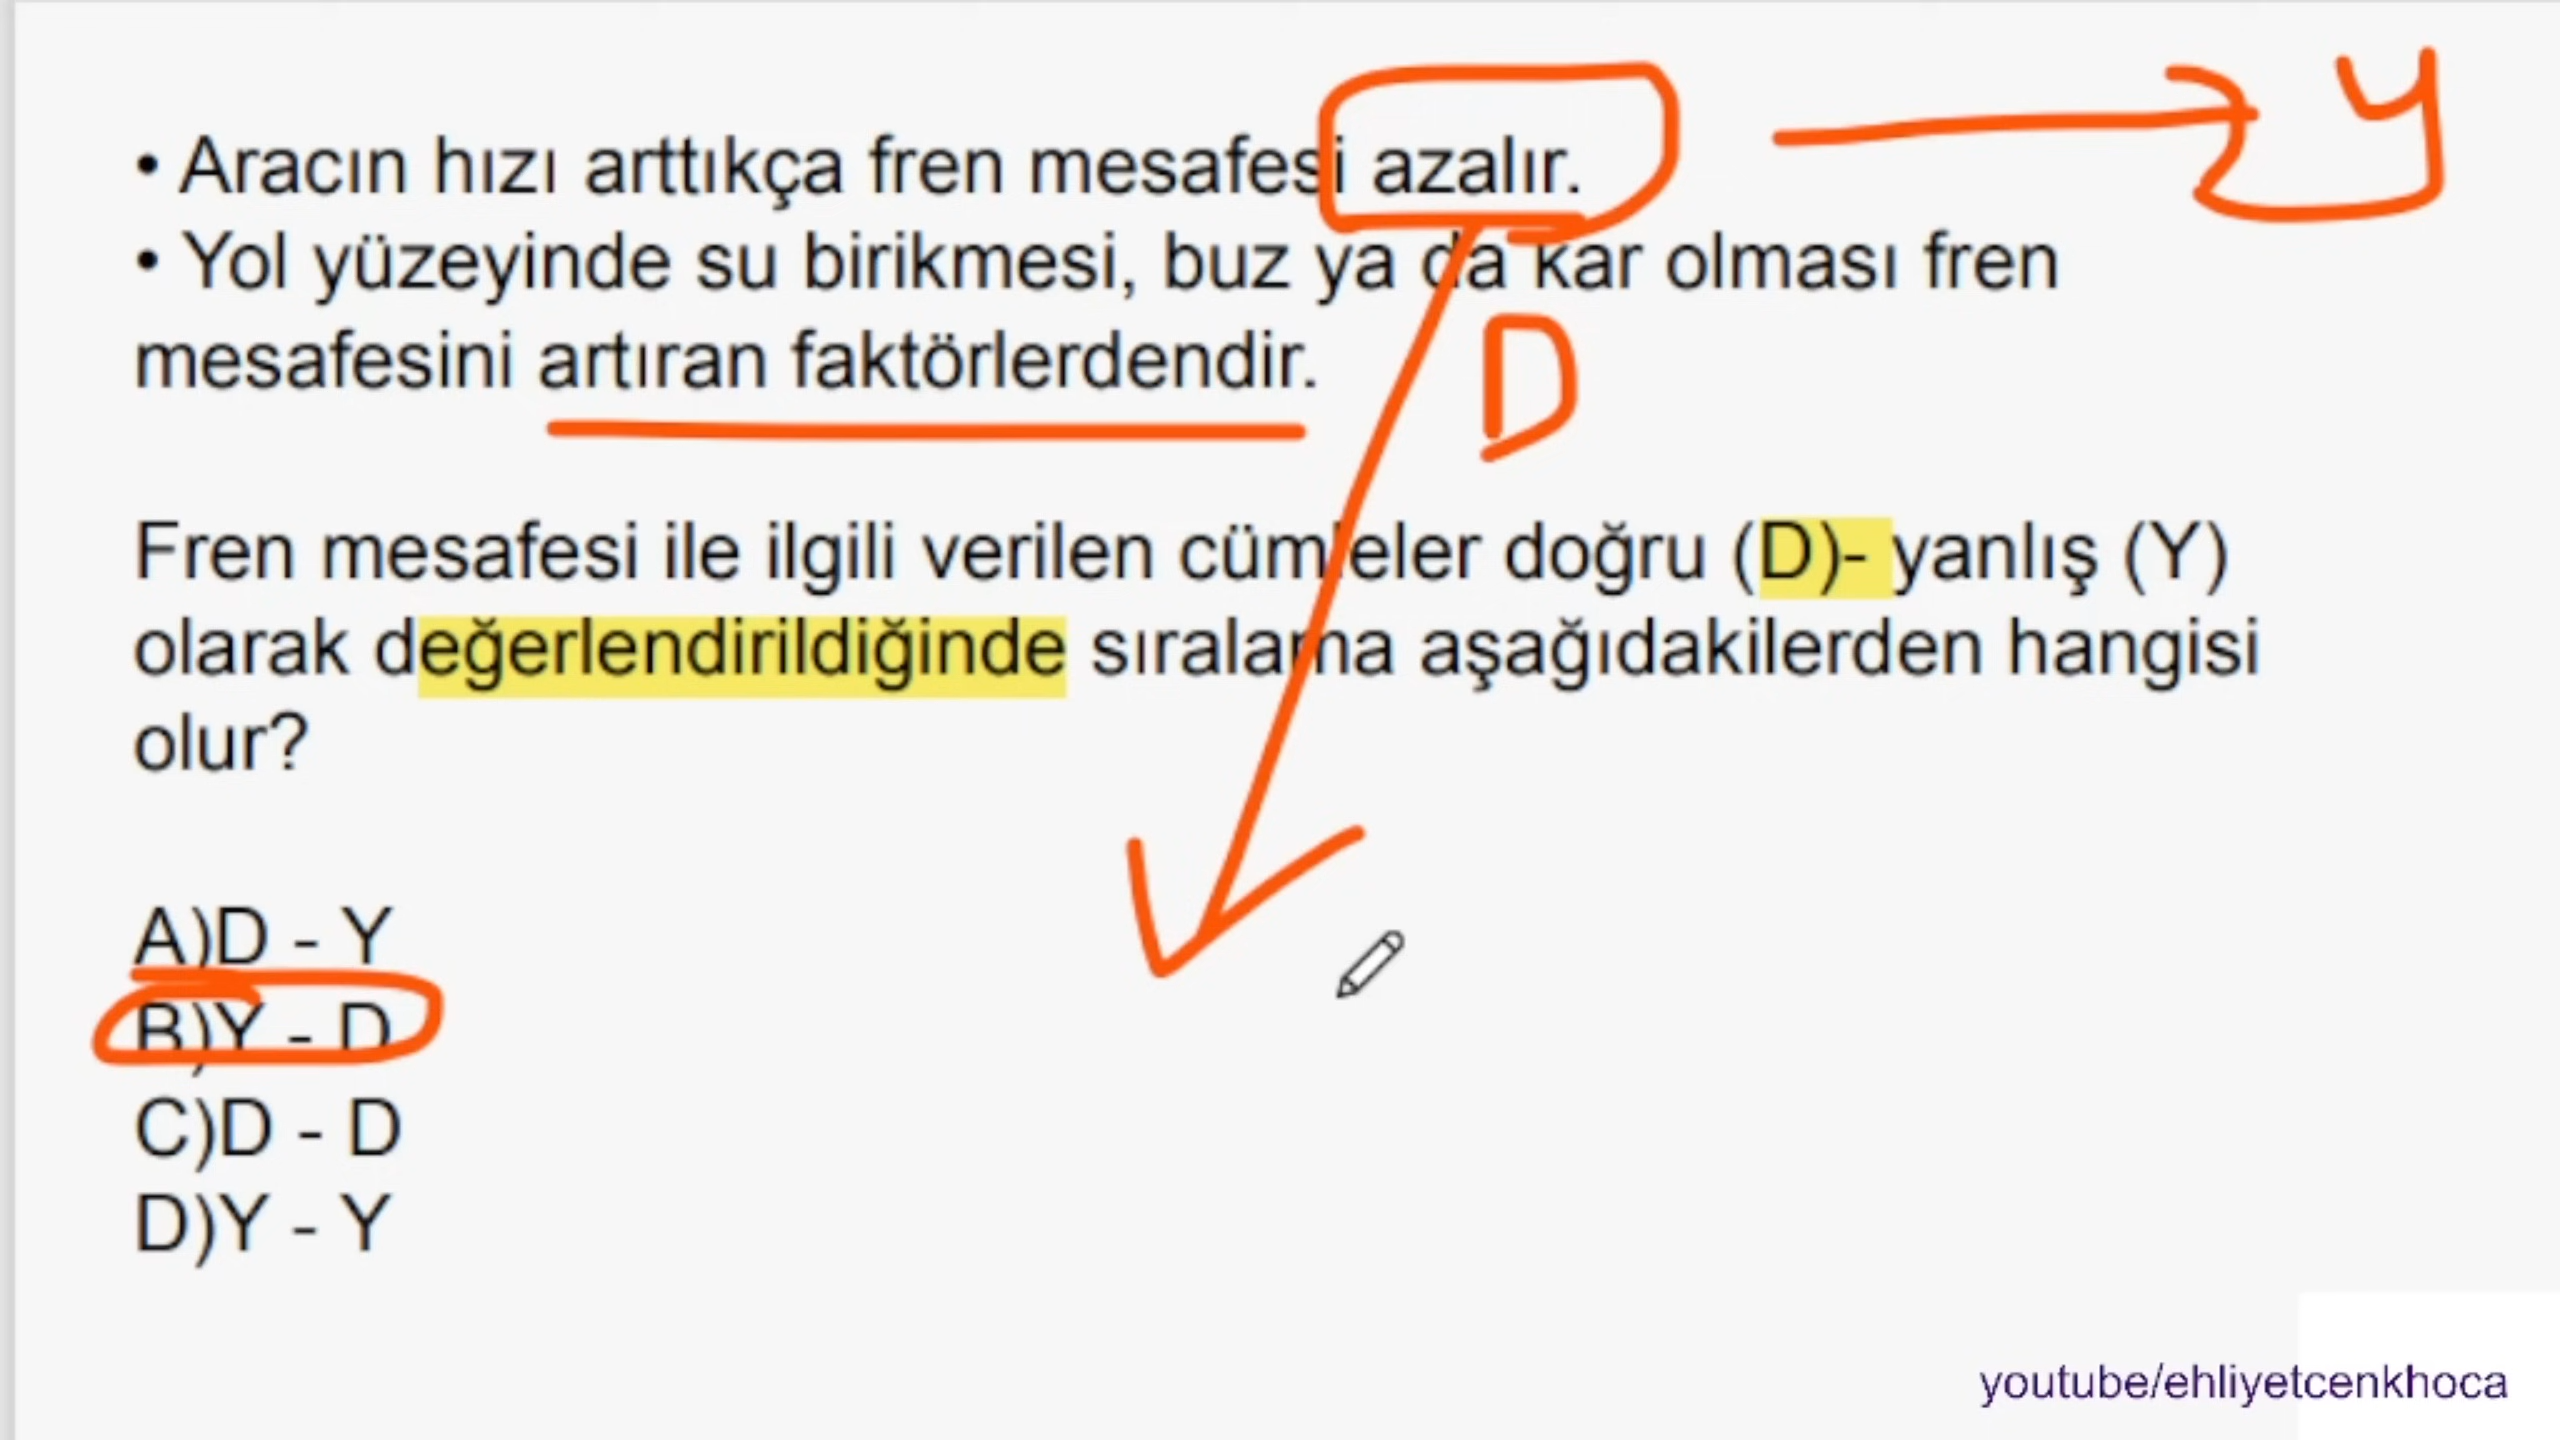 • Aracın hızı arttıkça fren mesafesi azalır.
Y
• Yol yüzeyinde su birikmesi, buz ya da kar olması fren
mesafesini artıran faktörlerdendir.
D
Fren mesafesi ile ilgili verilen cümleler doğru (D)- yanlış (Y)
olarak değerlendirildiğinde sıralama aşağıdakilerden hangisi
olur?
A)D - Y
B)Y - D
C)D - D
D)Y - Y
youtube/ehliyetcenkhoca